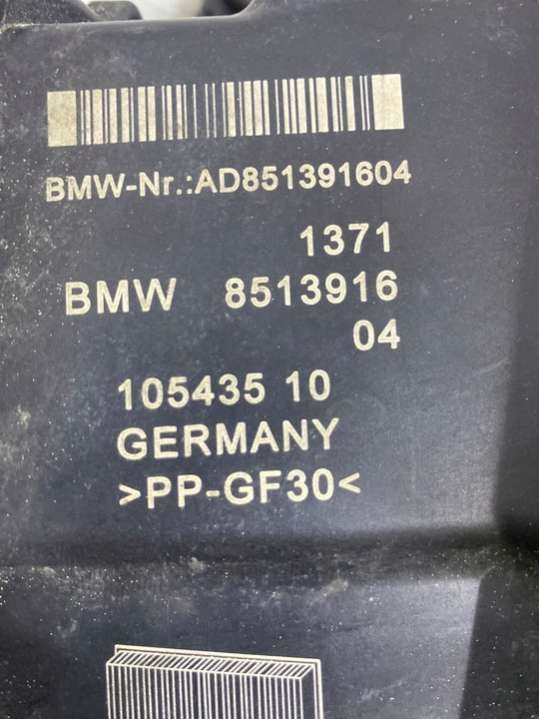 BMW-Nr.:AD851391604
1371
BMW 8513916
04
105435 10
GERMANY
>PP-GF30<